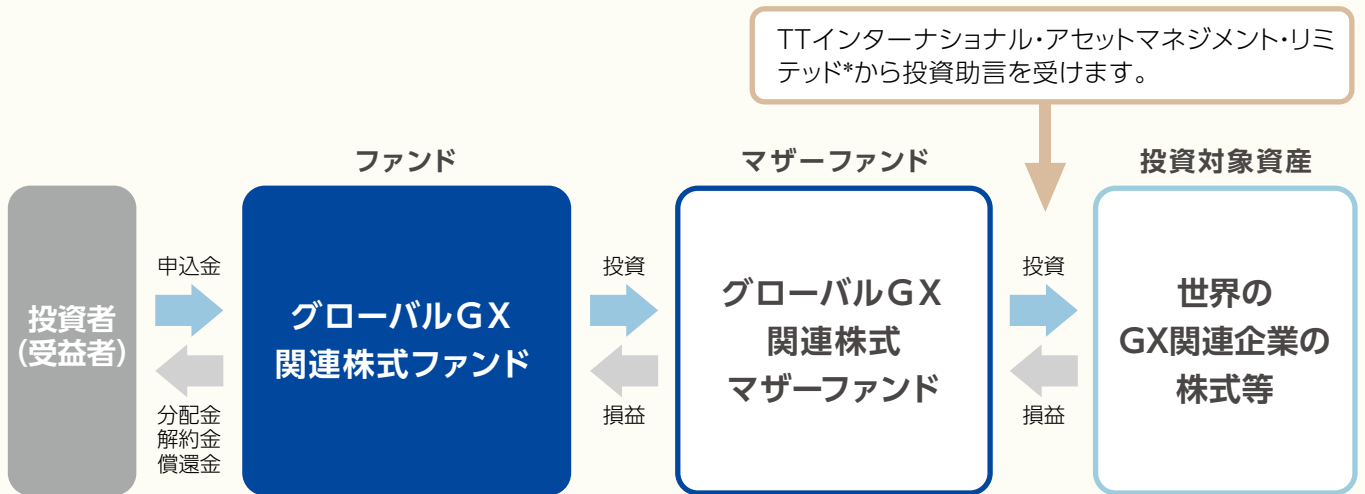 TTインターナショナル・アセットマネジメント・リミ
テッド*から投資助言を受けます。
ファンド
マザーファンド
投資対象資産
投資者
(受益者)
申込金
分配金
解約金
償還金
グローバルGX
関連株式ファンド
投資
損益
グローバルGX
関連株式
マザーファンド
投資
損益
世界の
GX関連企業の
株式等